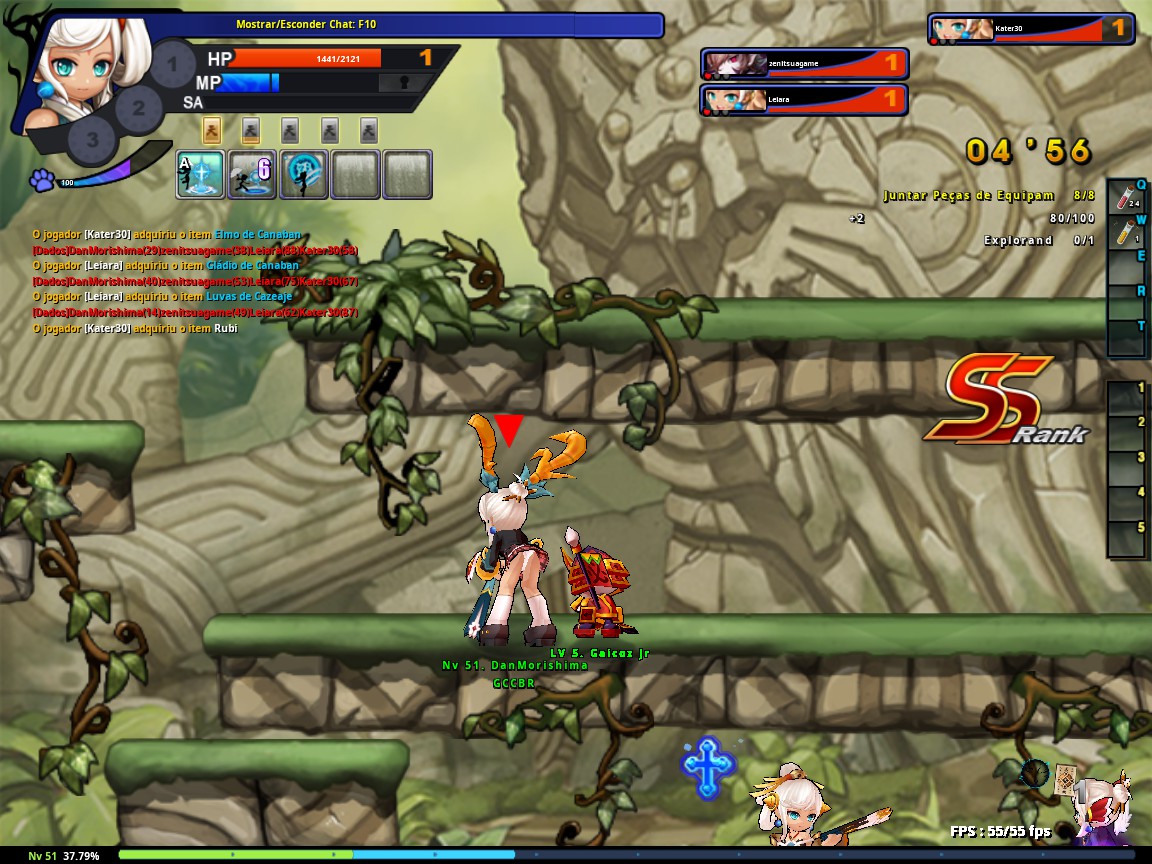 Mostrar/Esconder Chat: F10
Kater30
1
HP
1441/2121
1
MP
SA
zenitsuagame
1
Leiara
1
1
2
3
100
A
6
04'56
Juntar Peças de Equipam 8/8
+2 80/100
Explorand 0/1
Q
24
W
1
E
R
T
O jogador [Kater30] adquiriu o item Elmo de Canaban
[Dados]DanMorishima(29)zenitsuagame(38)Leiara(38)Kater30(58)
O jogador [Leiara] adquiriu o item Gládio de Canaban
[Dados]DanMorishima(40)zenitsuagame(53)Leiara(75)Kater30(67)
O jogador [Leiara] adquiriu o item Luvas de Cazeaje
[Dados]DanMorishima(14)zenitsuagame(49)Leiara(62)Kater30(87)
O jogador [Kater30] adquiriu o item Rubi
SS
Rank
1
2
3
4
5
LV 5. Gaicoz Jr
Nv 51. DanMorishima
GCCBR
FPS : 55/55 fps
Nv 51 37.79%